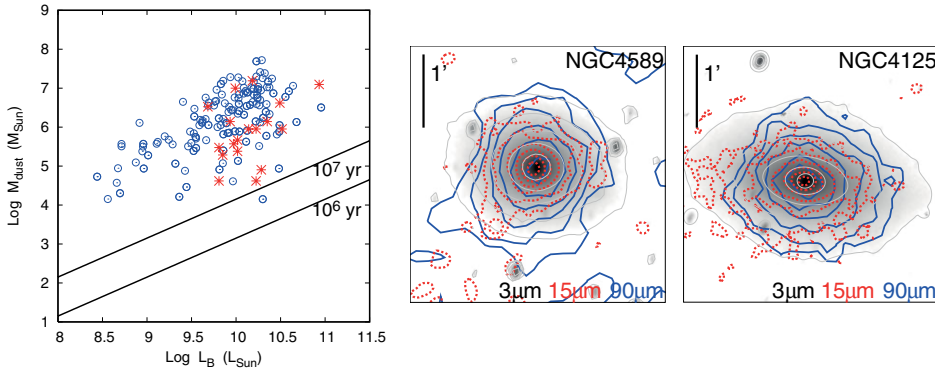 8
7
6
5
4
3
2
1
Log M_dust (M_Sun)
10^7 yr
10^6 yr
8 8.5 9 9.5 10 10.5 11 11.5
Log L_B (L_Sun)
NGC4589
1'
3μm 15μm 90μm
NGC4125
1'
3μm 15μm 90μm